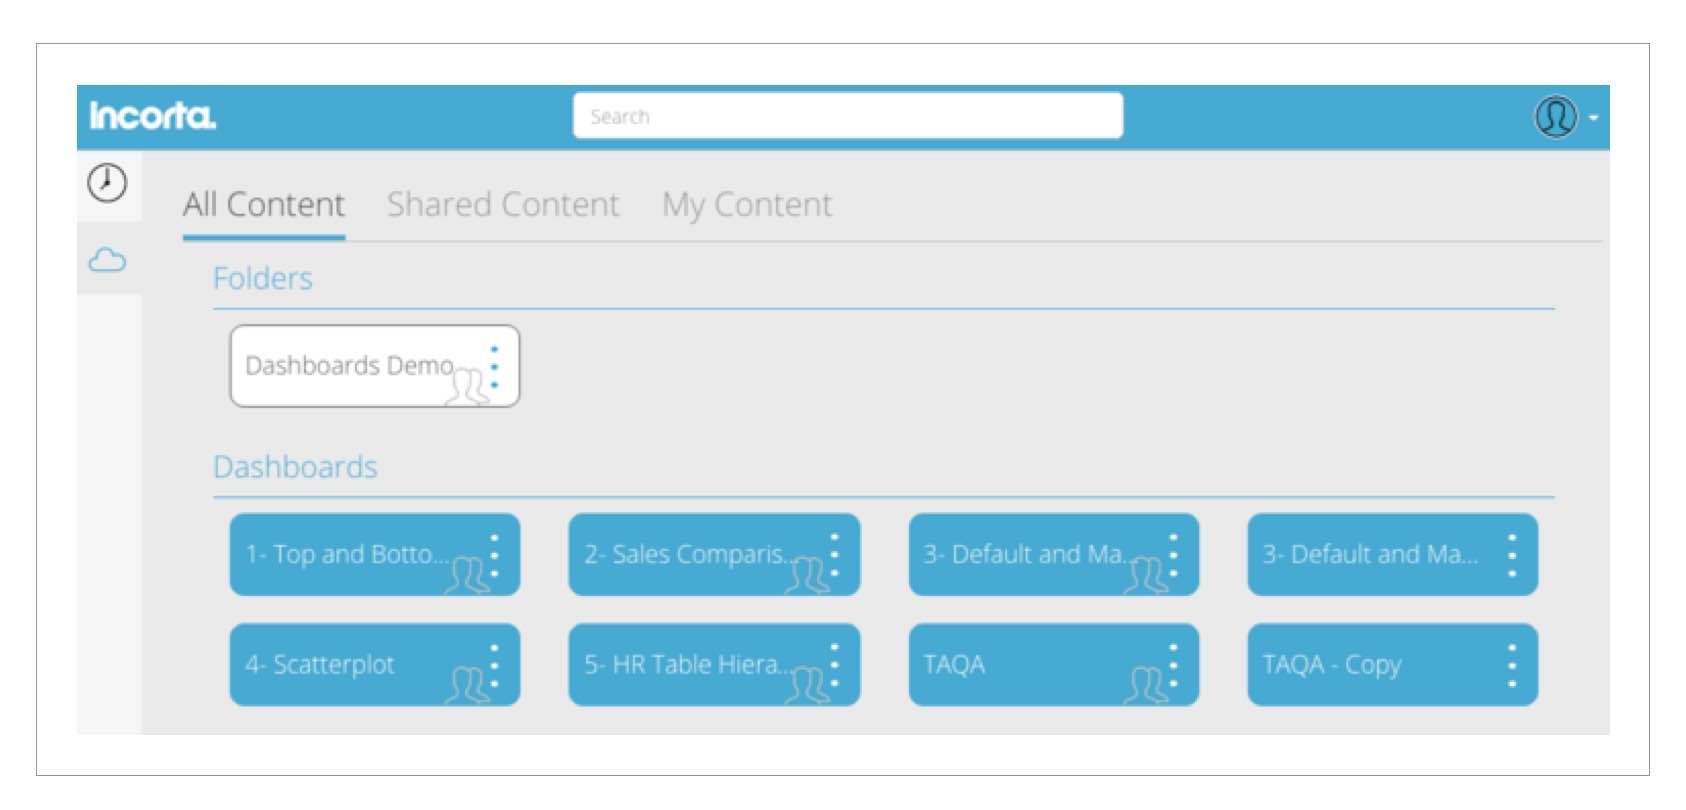 incorta.
Search
All Content Shared Content My Content
Folders
Dashboards Demo
Dashboards
1- Top and Botto... 2- Sales Comparis... 3- Default and Ma... 3- Default and Ma...
4- Scatterplot 5- HR Table Hiera... TAQA TAQA - Copy